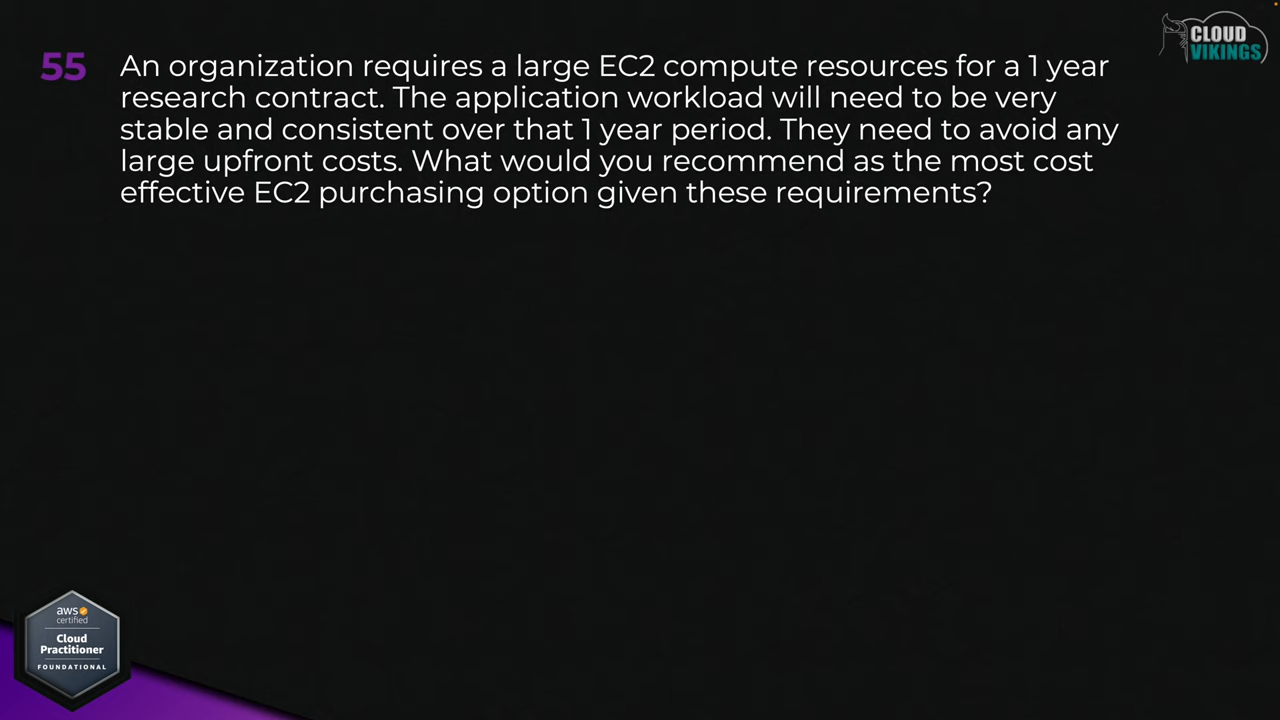 CLOUD
VIKINGS
55
An organization requires a large EC2 compute resources for a 1 year
research contract. The application workload will need to be very
stable and consistent over that 1 year period. They need to avoid any
large upfront costs. What would you recommend as the most cost
effective EC2 purchasing option given these requirements?
aws
certified
Cloud
Practitioner
FOUNDATIONAL